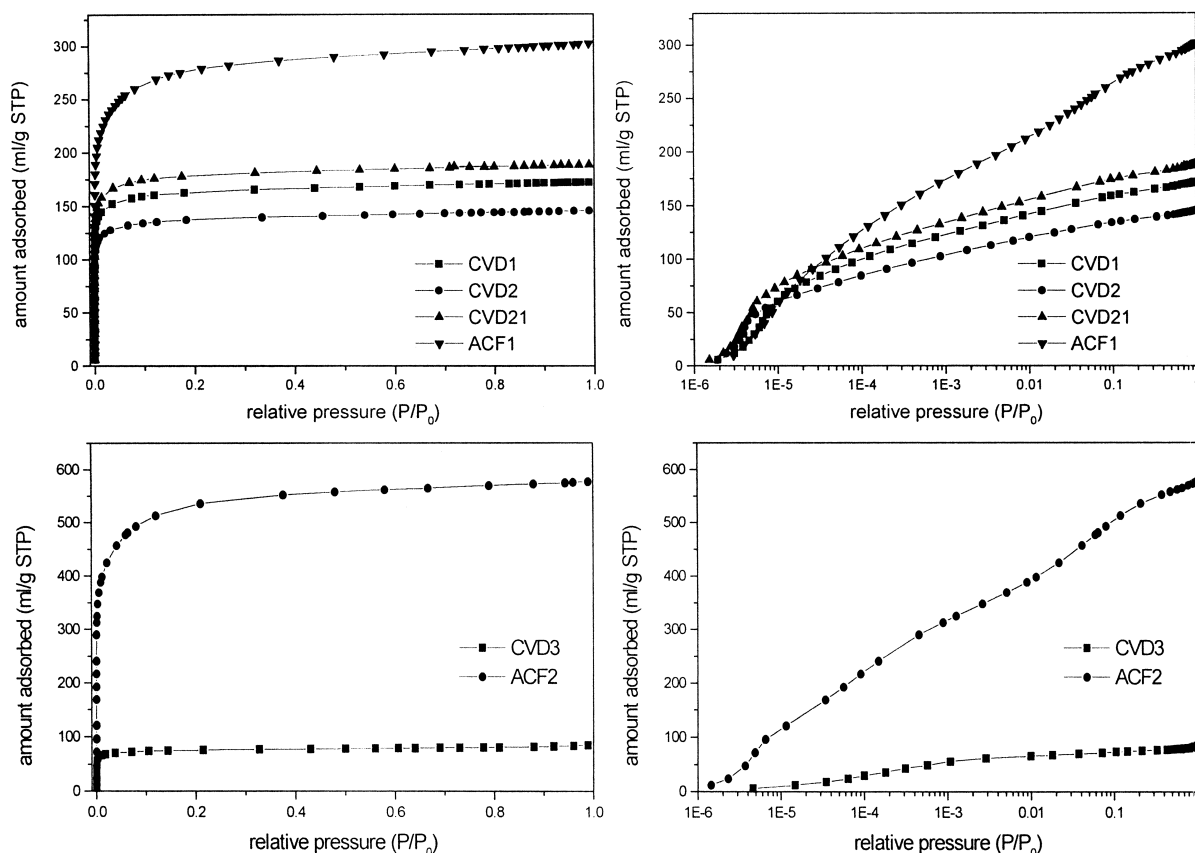 amount adsorbed (ml/g STP)
300
250
200
150
100
50
0
CVD1
CVD2
CVD21
ACF1
0.0 0.2 0.4 0.6 0.8 1.0
relative pressure (P/P0)
amount adsorbed (ml/g STP)
300
250
200
150
100
50
0
CVD1
CVD2
CVD21
ACF1
1E-6 1E-5 1E-4 1E-3 0.01 0.1
relative pressure (P/P0)
amount adsorbed (ml/g STP)
600
500
400
300
200
100
0
CVD3
ACF2
0.0 0.2 0.4 0.6 0.8 1.0
relative pressure (P/P0)
amount adsorbed (ml/g STP)
600
500
400
300
200
100
0
CVD3
ACF2
1E-6 1E-5 1E-4 1E-3 0.01 0.1
relative pressure (P/P0)